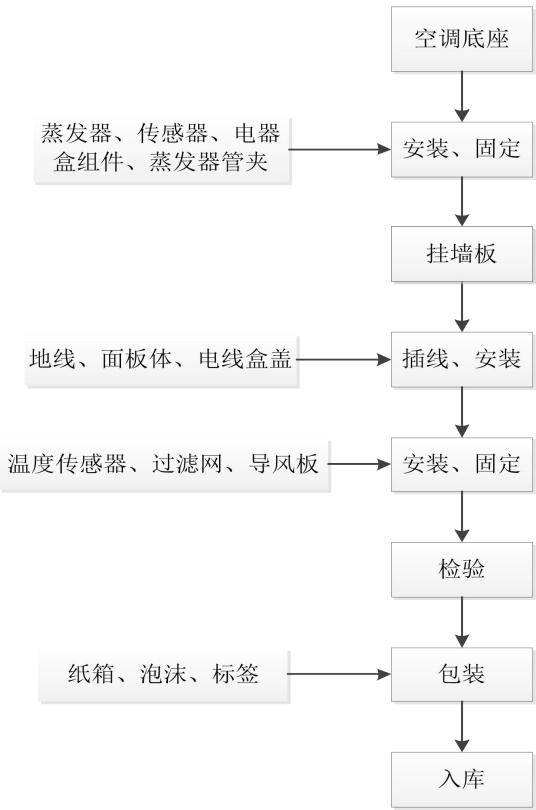 空调底座
蒸发器、传感器、电器
盒组件、蒸发器管夹
安装、固定
挂墙板
地线、面板体、电线盒盖
插线、安装
温度传感器、过滤网、导风板
安装、固定
检验
纸箱、泡沫、标签
包装
入库